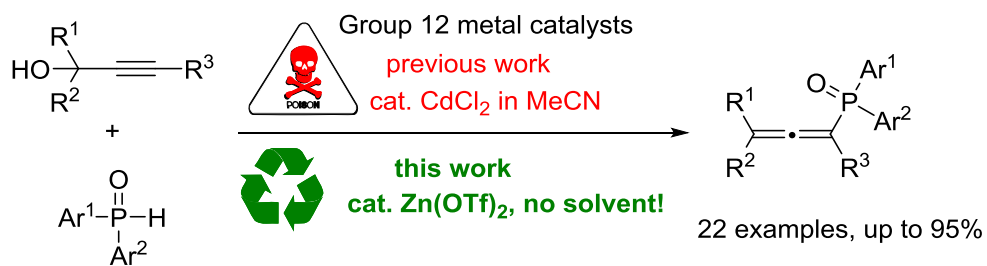 R1
HO
R3
R2
+
O
Ar1-P-H
Ar2
Group 12 metal catalysts
POISON
previous work
cat. CdCl2 in MeCN
this work
cat. Zn(OTf)2, no solvent!
R1
R2
O
P
Ar1
Ar2
R3
22 examples, up to 95%